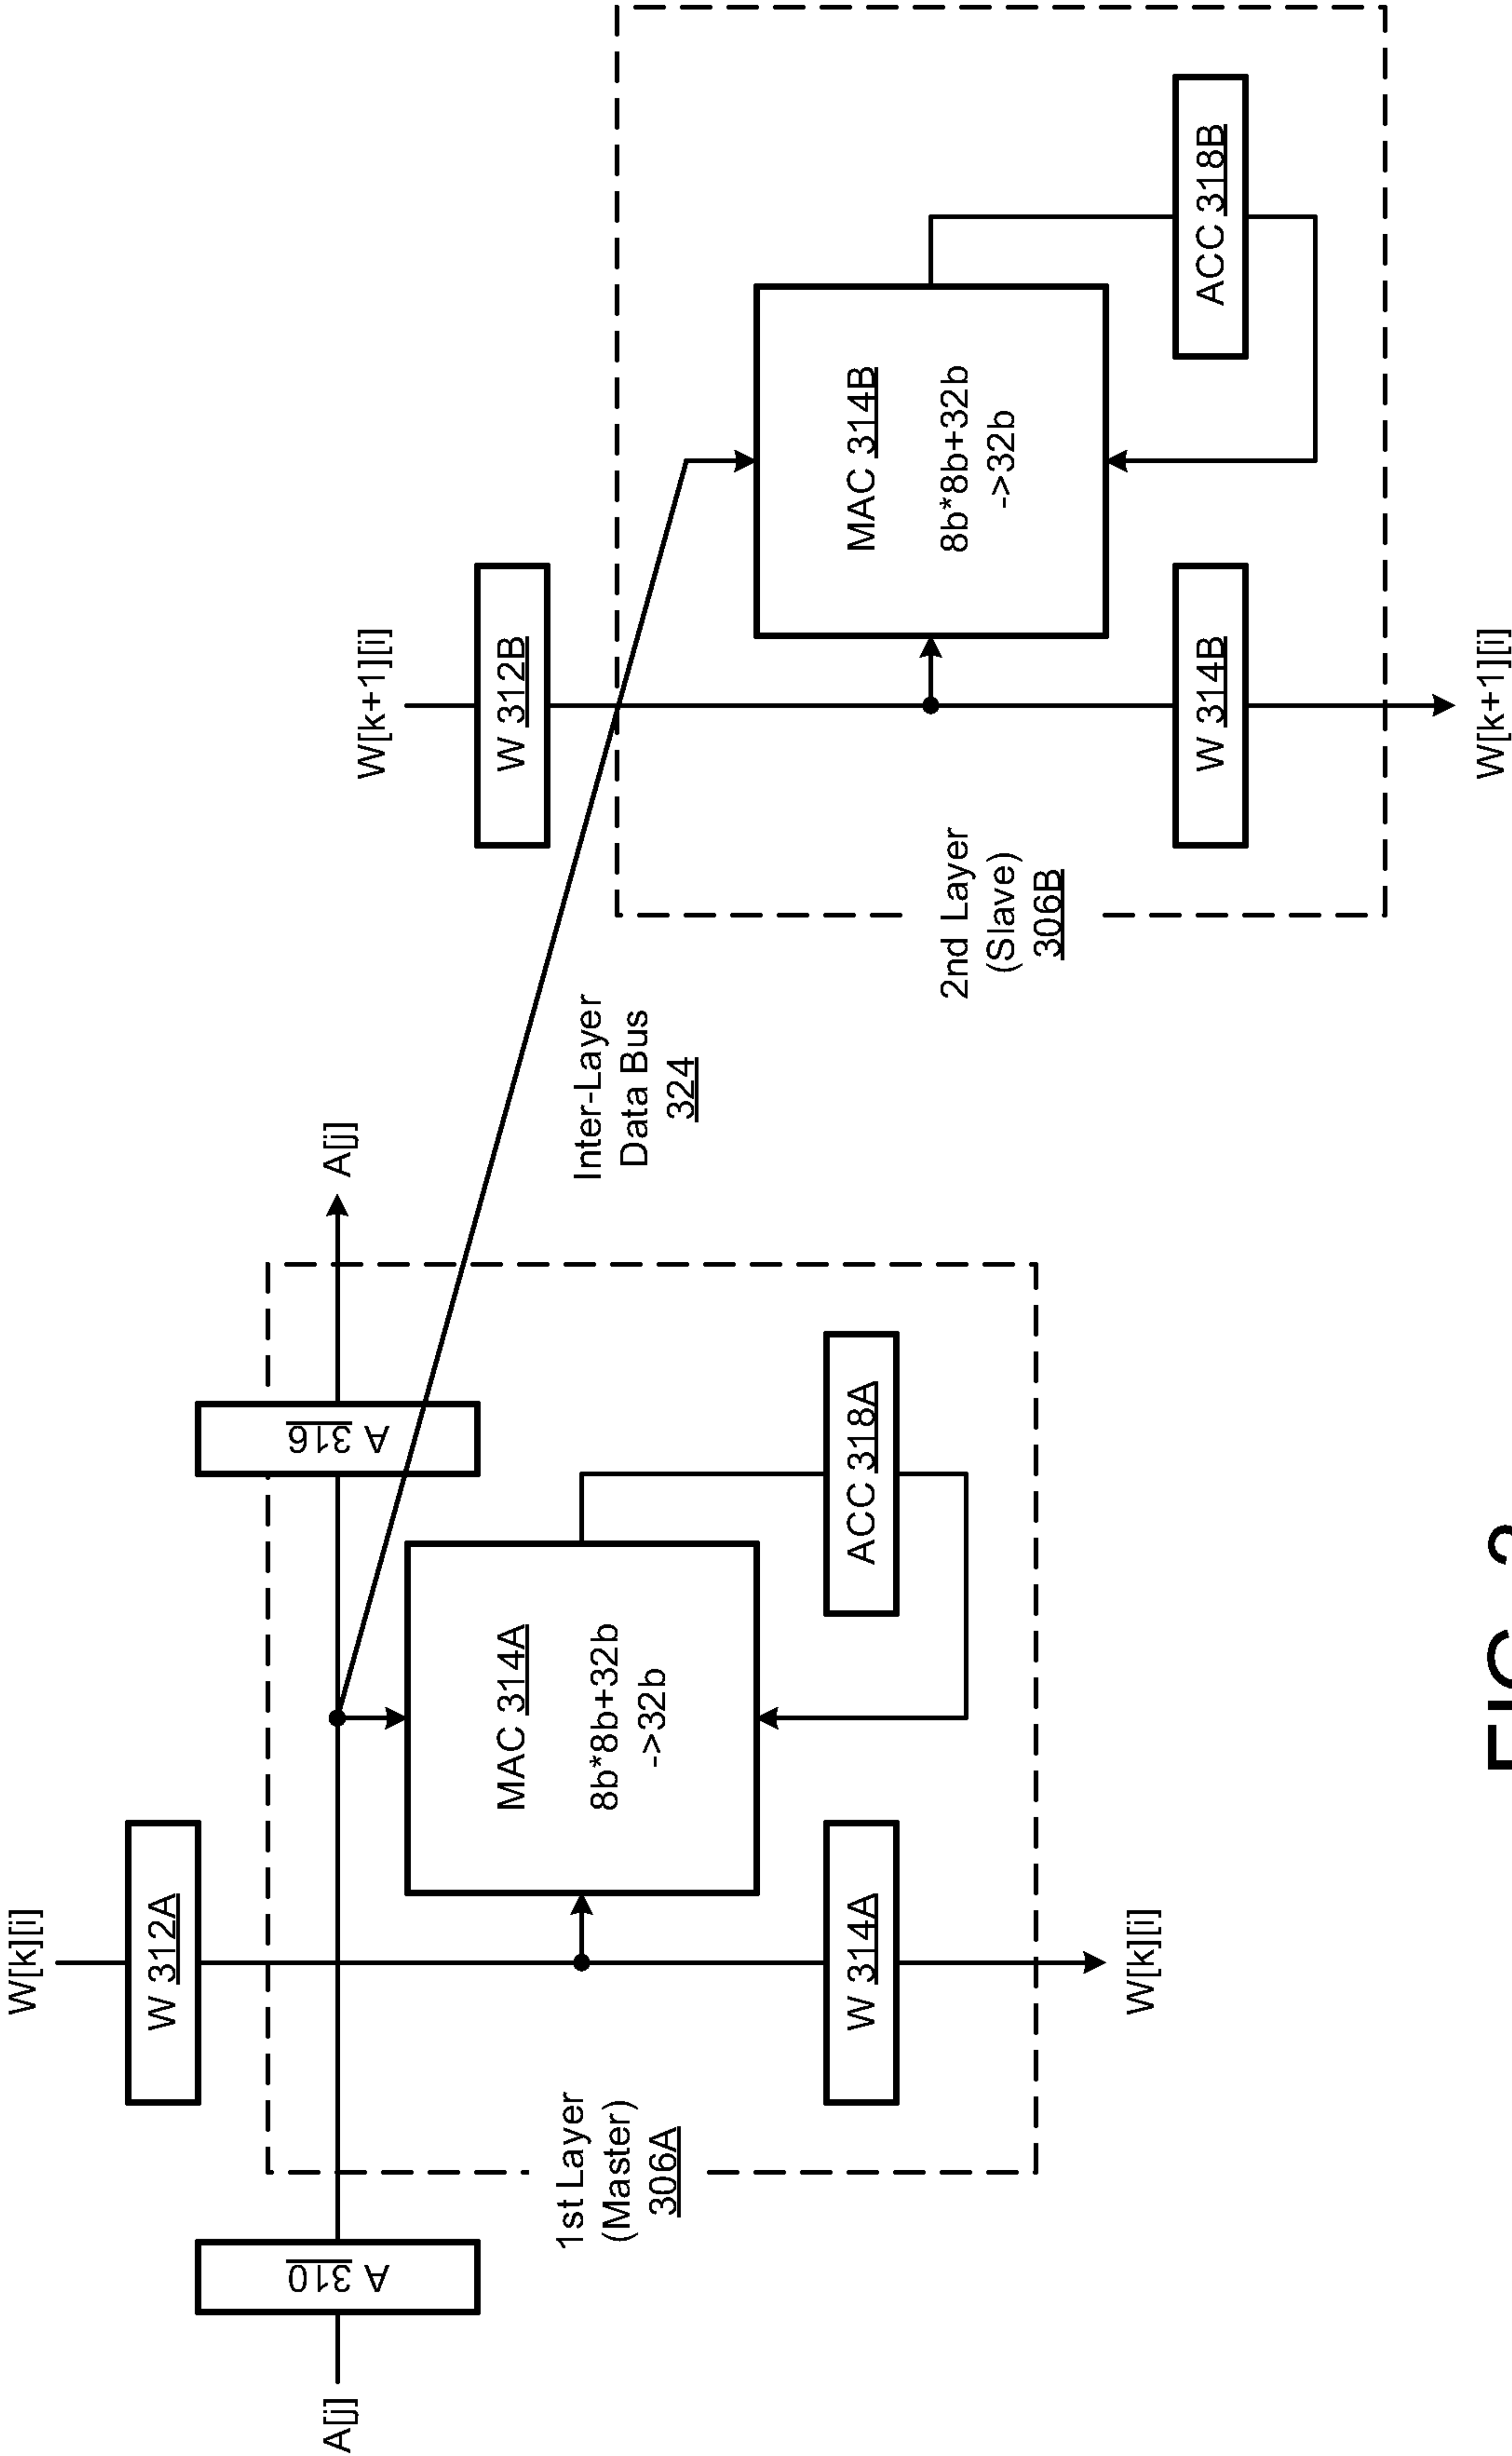 W[k][i]
W 312A
A[j]
A 310
A 316
A[j]
1st Layer
(Master)
306A
MAC 314A
8b*8b+32b
->32b
W 314A
ACC 318A
W[k][i]
Inter-Layer
Data Bus
324
W[k+1][i]
W 312B
2nd Layer
(Slave)
306B
MAC 314B
8b*8b+32b
->32b
W 314B
ACC 318B
W[k+1][i]